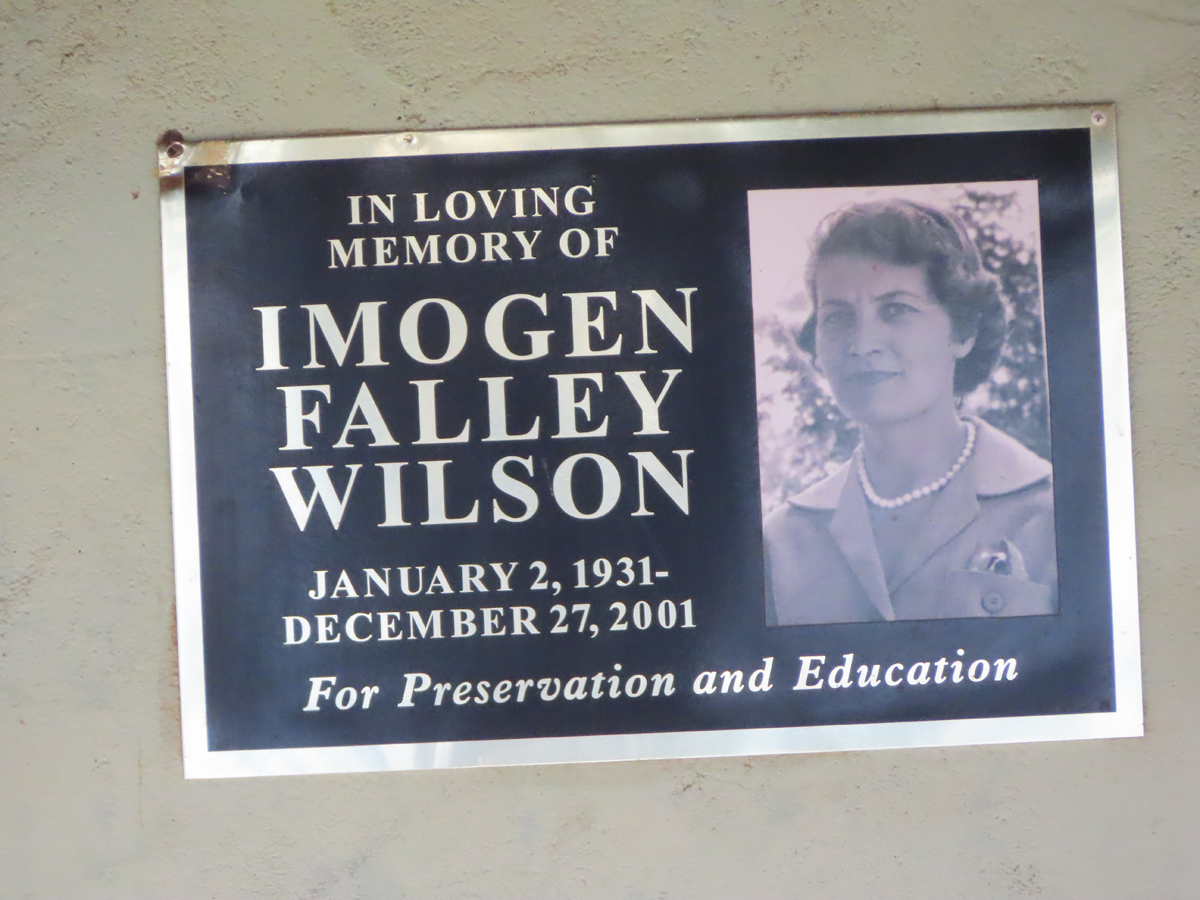 IN LOVING
MEMORY OF
IMOGEN
FALLEY
WILSON
JANUARY 2, 1931-
DECEMBER 27, 2001
For Preservation and Education